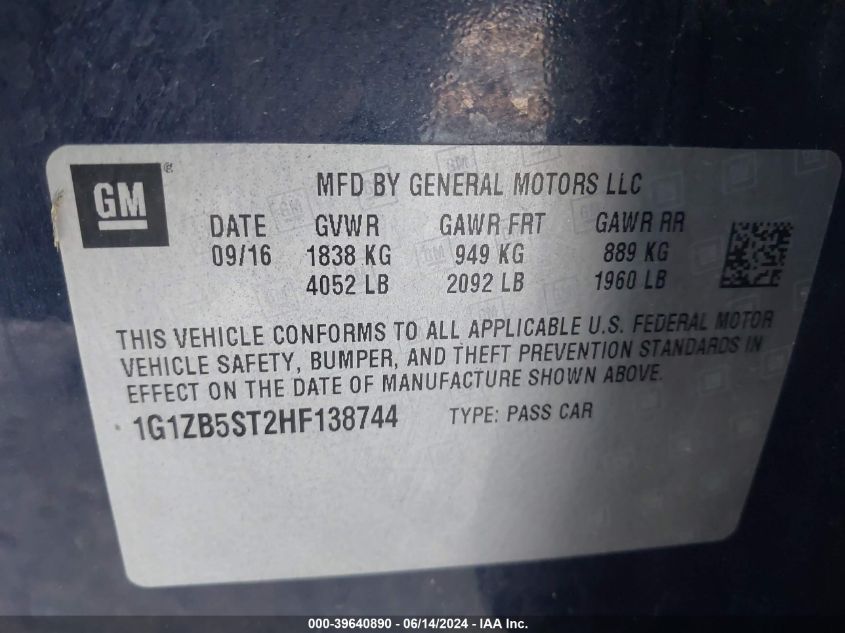 GM®
MFD BY GENERAL MOTORS LLC
DATE GVWR GAWR FRT GAWR RR
09/16 1838 KG 949 KG 889 KG
4052 LB 2092 LB 1960 LB
THIS VEHICLE CONFORMS TO ALL APPLICABLE U.S. FEDERAL MOTOR
VEHICLE SAFETY, BUMPER, AND THEFT PREVENTION STANDARDS IN
EFFECT ON THE DATE OF MANUFACTURE SHOWN ABOVE.
1G1ZB5ST2HF138744 TYPE: PASS CAR
000-39640890 - 06/14/2024 - IAA Inc.